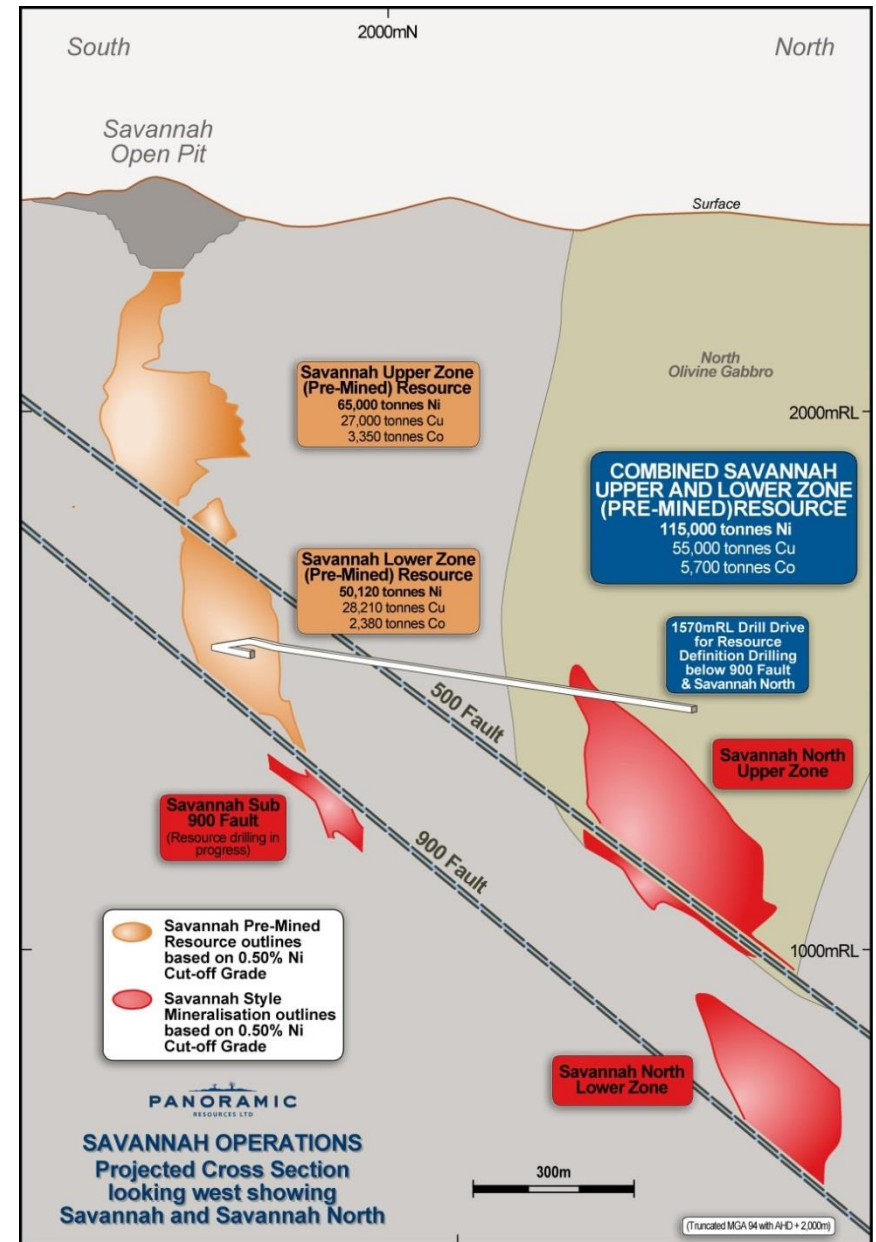 South
2000mN
North
Savannah
Open Pit
Surface
North
Olivine Gabbro
Savannah Upper Zone
(Pre-Mined) Resource
65,000 tonnes Ni
27,000 tonnes Cu
3,350 tonnes Co
2000mRL
COMBINED SAVANNAH
UPPER AND LOWER ZONE
(PRE-MINED)RESOURCE
115,000 tonnes Ni
55,000 tonnes Cu
5,700 tonnes Co
Savannah Lower Zone
(Pre-Mined) Resource
50,120 tonnes Ni
28,210 tonnes Cu
2,380 tonnes Co
1570mRL Drill Drive
for Resource
Definition Drilling
below 900 Fault
& Savannah North
500 Fault
Savannah North
Upper Zone
Savannah Sub
900 Fault
(Resource drilling in
progress)
900 Fault
Savannah Pre-Mined
Resource outlines
based on 0.50% Ni
Cut-off Grade
Savannah Style
Mineralisation outlines
based on 0.50% Ni
Cut-off Grade
1000mRL
Savannah North
Lower Zone
PANORAMIC
RESOURCES LTD
SAVANNAH OPERATIONS
Projected Cross Section
looking west showing
Savannah and Savannah North
300m
(Truncated MGA 94 with AHD + 2,000m)